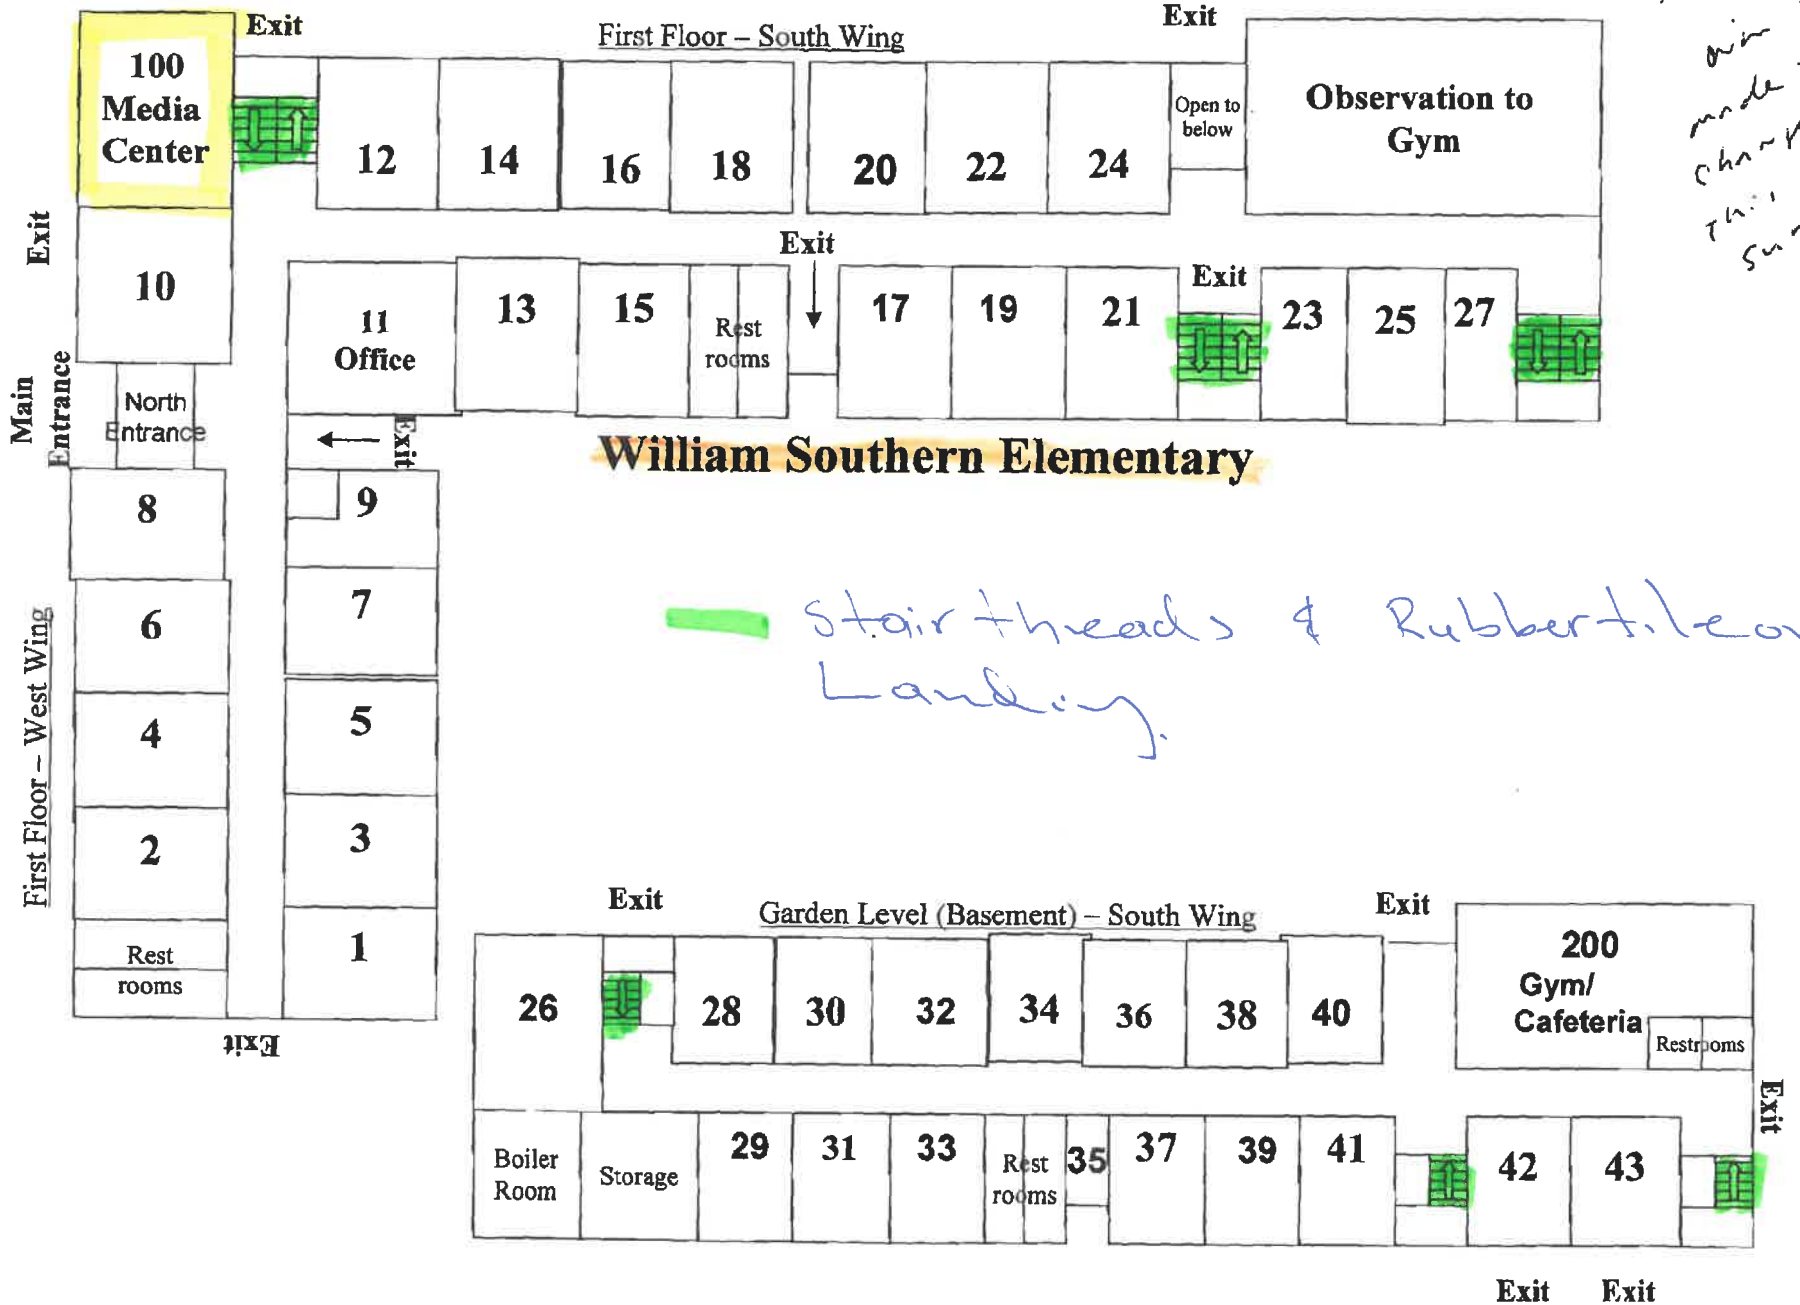 Exit
First Floor – South Wing
Exit
100
Media
Center
12
14
16
18
20
22
24
Open to
below
Observation to
Gym
made
this
Exit
10
11
Office
13
15
Rest
rooms
Exit
17
19
21
Exit
23
25
27
Main
Entrance
North
Entrance
Exit
William Southern Elementary
8
9
6
7
4
5
2
3
Rest
rooms
1
Exit
First Floor – West Wing
Stair threads & Rubber tile
Landing.
Exit
Garden Level (Basement) – South Wing
Exit
26
28
30
32
34
36
38
40
200
Gym/
Cafeteria
Restrooms
Exit
Boiler
Room
Storage
29
31
33
Rest
rooms
35
37
39
41
42
43
Exit
Exit